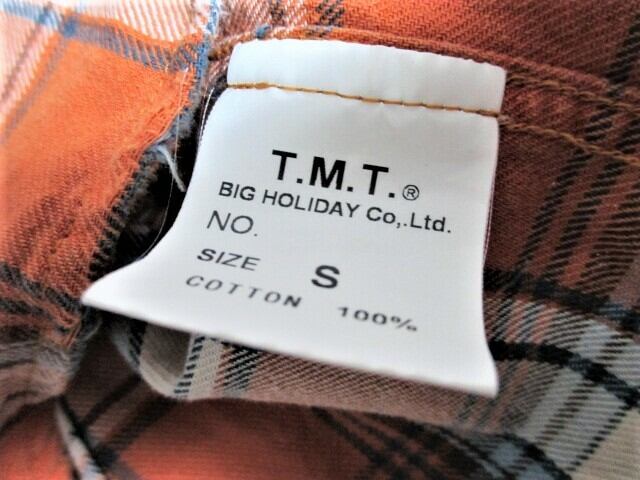 T.M.T.®
BIG HOLIDAY Co,.Ltd.
NO.
SIZE S
COTTON 100%